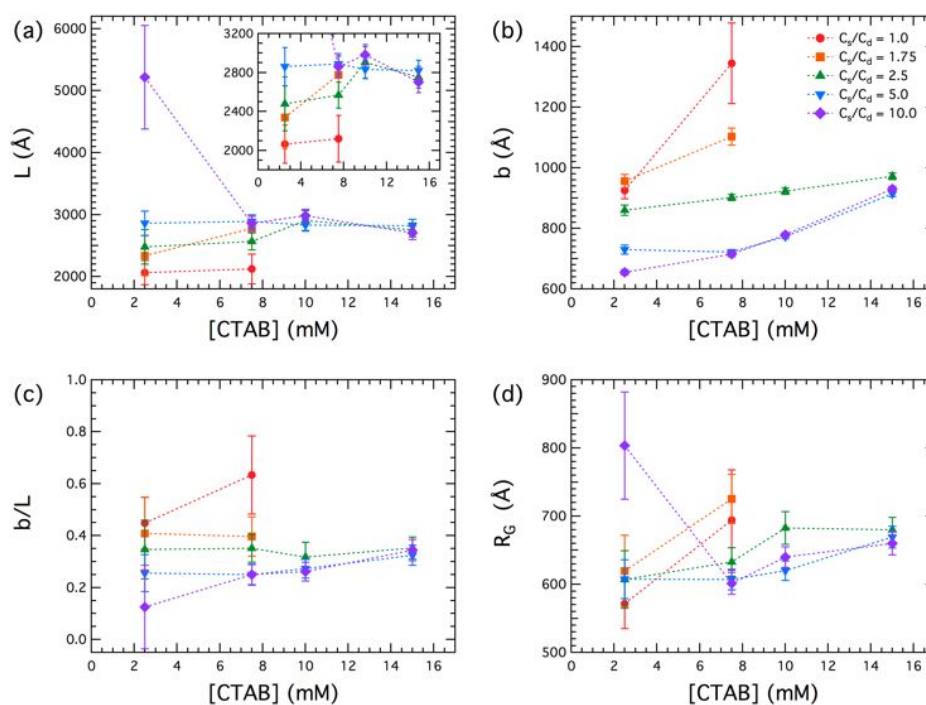 (a)
L (Å)
6000
5000
4000
3000
2000
3200
2800
2400
2000
0 4 8 12 16
0 2 4 6 8 10 12 14 16
[CTAB] (mM)
(b)
b (Å)
1400
1200
1000
800
600
Cs/Cd = 1.0
Cs/Cd = 1.75
Cs/Cd = 2.5
Cs/Cd = 5.0
Cs/Cd = 10.0
0 2 4 6 8 10 12 14 16
[CTAB] (mM)
(c)
b/L
1.0
0.8
0.6
0.4
0.2
0.0
0 2 4 6 8 10 12 14 16
[CTAB] (mM)
(d)
RG (Å)
900
800
700
600
500
0 2 4 6 8 10 12 14 16
[CTAB] (mM)